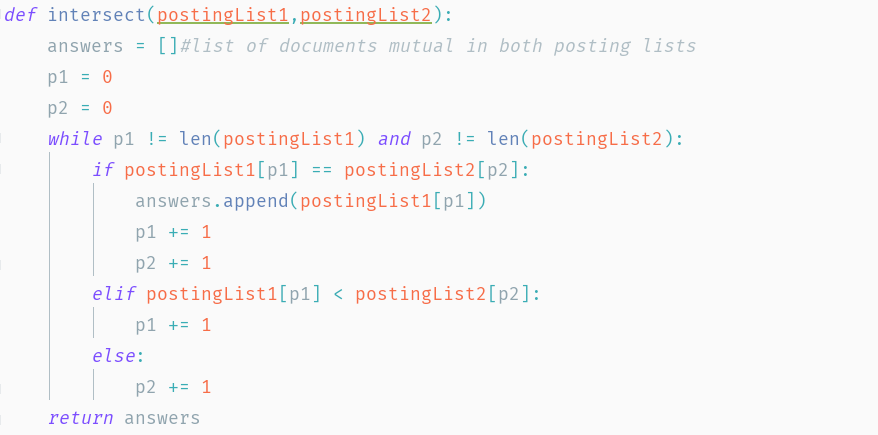 def intersect(postingList1,postingList2):
    answers = []#list of documents mutual in both posting lists
    p1 = 0
    p2 = 0
    while p1 != len(postingList1) and p2 != len(postingList2):
        if postingList1[p1] == postingList2[p2]:
            answers.append(postingList1[p1])
            p1 += 1
            p2 += 1
        elif postingList1[p1] < postingList2[p2]:
            p1 += 1
        else:
            p2 += 1
    return answers